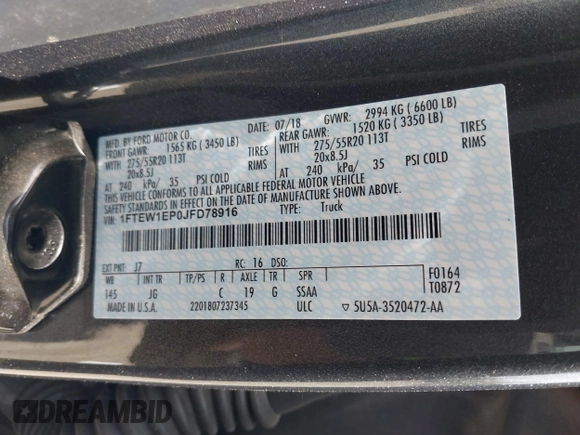 MFD. BY FORD MOTOR CO.
DATE: 07/18 GVWR: 2994 KG ( 6600 LB)
FRONT GAWR: 1565 KG ( 3450 LB)
REAR GAWR: 1520 KG ( 3350 LB)
WITH 275/55R20 113T TIRES
WITH 275/55R20 113T TIRES
20x8.5J RIMS
20x8.5J RIMS
AT 240 kPa/ 35 PSI COLD
AT 240 kPa/ 35 PSI COLD
THIS VEHICLE CONFORMS TO ALL APPLICABLE FEDERAL MOTOR VEHICLE
SAFETY STANDARDS IN EFFECT ON THE DATE OF MANUFACTURE SHOWN ABOVE.
VIN: 1FTEW1EP0JFD78916
TYPE: Truck
EXT PNT: J7 RC: 16 DSO: F0164
WB INT TR TP/PS R AXLE TR SPR T0872
145 JG C 19 G SSAA
MADE IN U.S.A. 2201807237345 ULC ▽ 5U5A-3520472-AA
DREAMBID